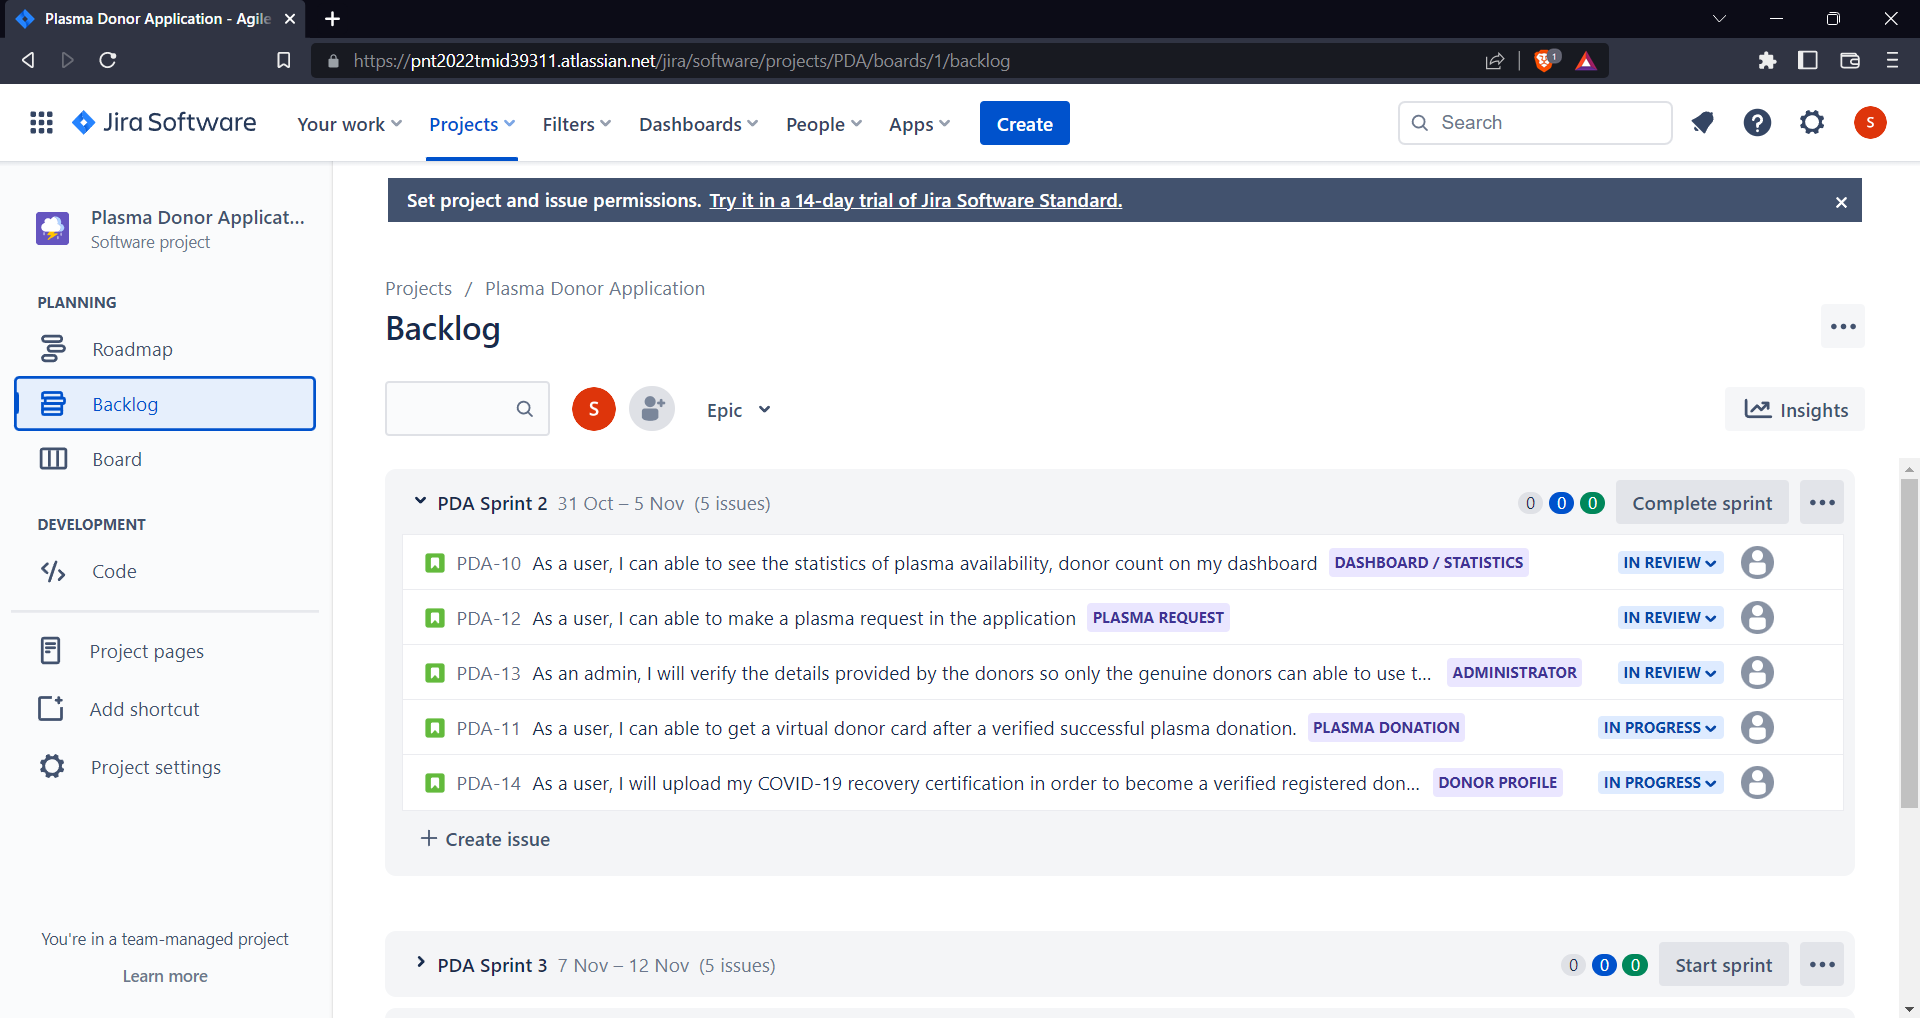 Plasma Donor Application - Agile
https://pnt2022tmid39311.atlassian.net/jira/software/projects/PDA/boards/1/backlog
1
Jira Software Your work Projects Filters Dashboards People Apps Create Search S
Set project and issue permissions. Try it in a 14-day trial of Jira Software Standard.
Plasma Donor Applicat...
Software project
PLANNING
Roadmap
Backlog
Board
DEVELOPMENT
Code
Project pages
Add shortcut
Project settings
You're in a team-managed project
Learn more
Projects / Plasma Donor Application
Backlog
S Epic Insights
PDA Sprint 2 31 Oct – 5 Nov (5 issues) 0 0 0 Complete sprint
PDA-10 As a user, I can able to see the statistics of plasma availability, donor count on my dashboard DASHBOARD / STATISTICS IN REVIEW
PDA-12 As a user, I can able to make a plasma request in the application PLASMA REQUEST IN REVIEW
PDA-13 As an admin, I will verify the details provided by the donors so only the genuine donors can able to use t... ADMINISTRATOR IN REVIEW
PDA-11 As a user, I can able to get a virtual donor card after a verified successful plasma donation. PLASMA DONATION IN PROGRESS
PDA-14 As a user, I will upload my COVID-19 recovery certification in order to become a verified registered don... DONOR PROFILE IN PROGRESS
+ Create issue
PDA Sprint 3 7 Nov – 12 Nov (5 issues) 0 0 0 Start sprint